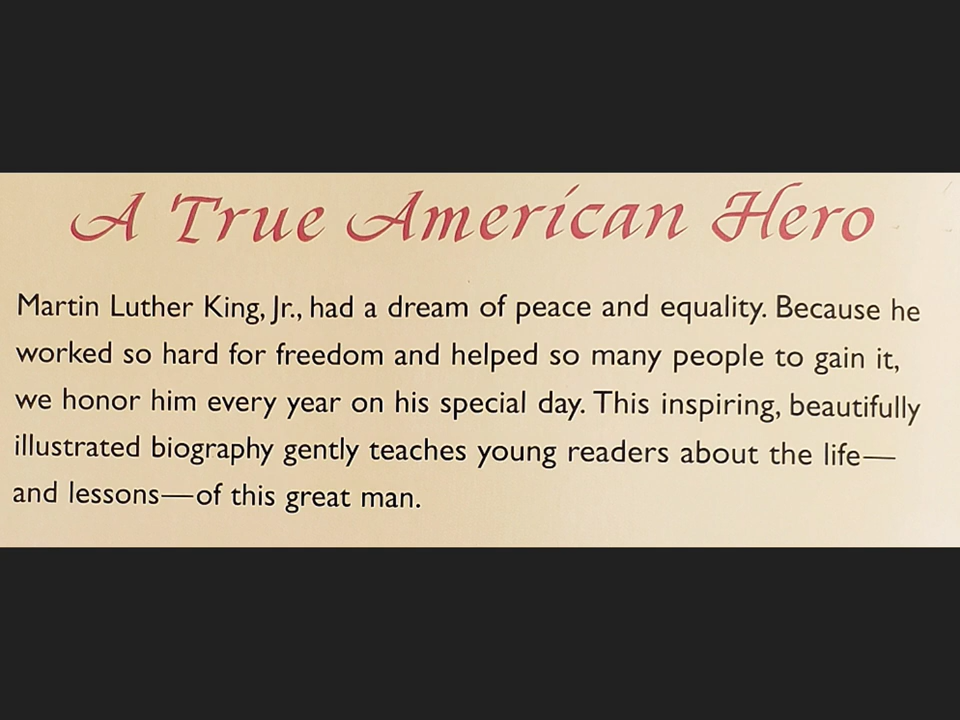 A True American Hero
Martin Luther King, Jr., had a dream of peace and equality. Because he
worked so hard for freedom and helped so many people to gain it,
we honor him every year on his special day. This inspiring, beautifully
illustrated biography gently teaches young readers about the life—
and lessons—of this great man.